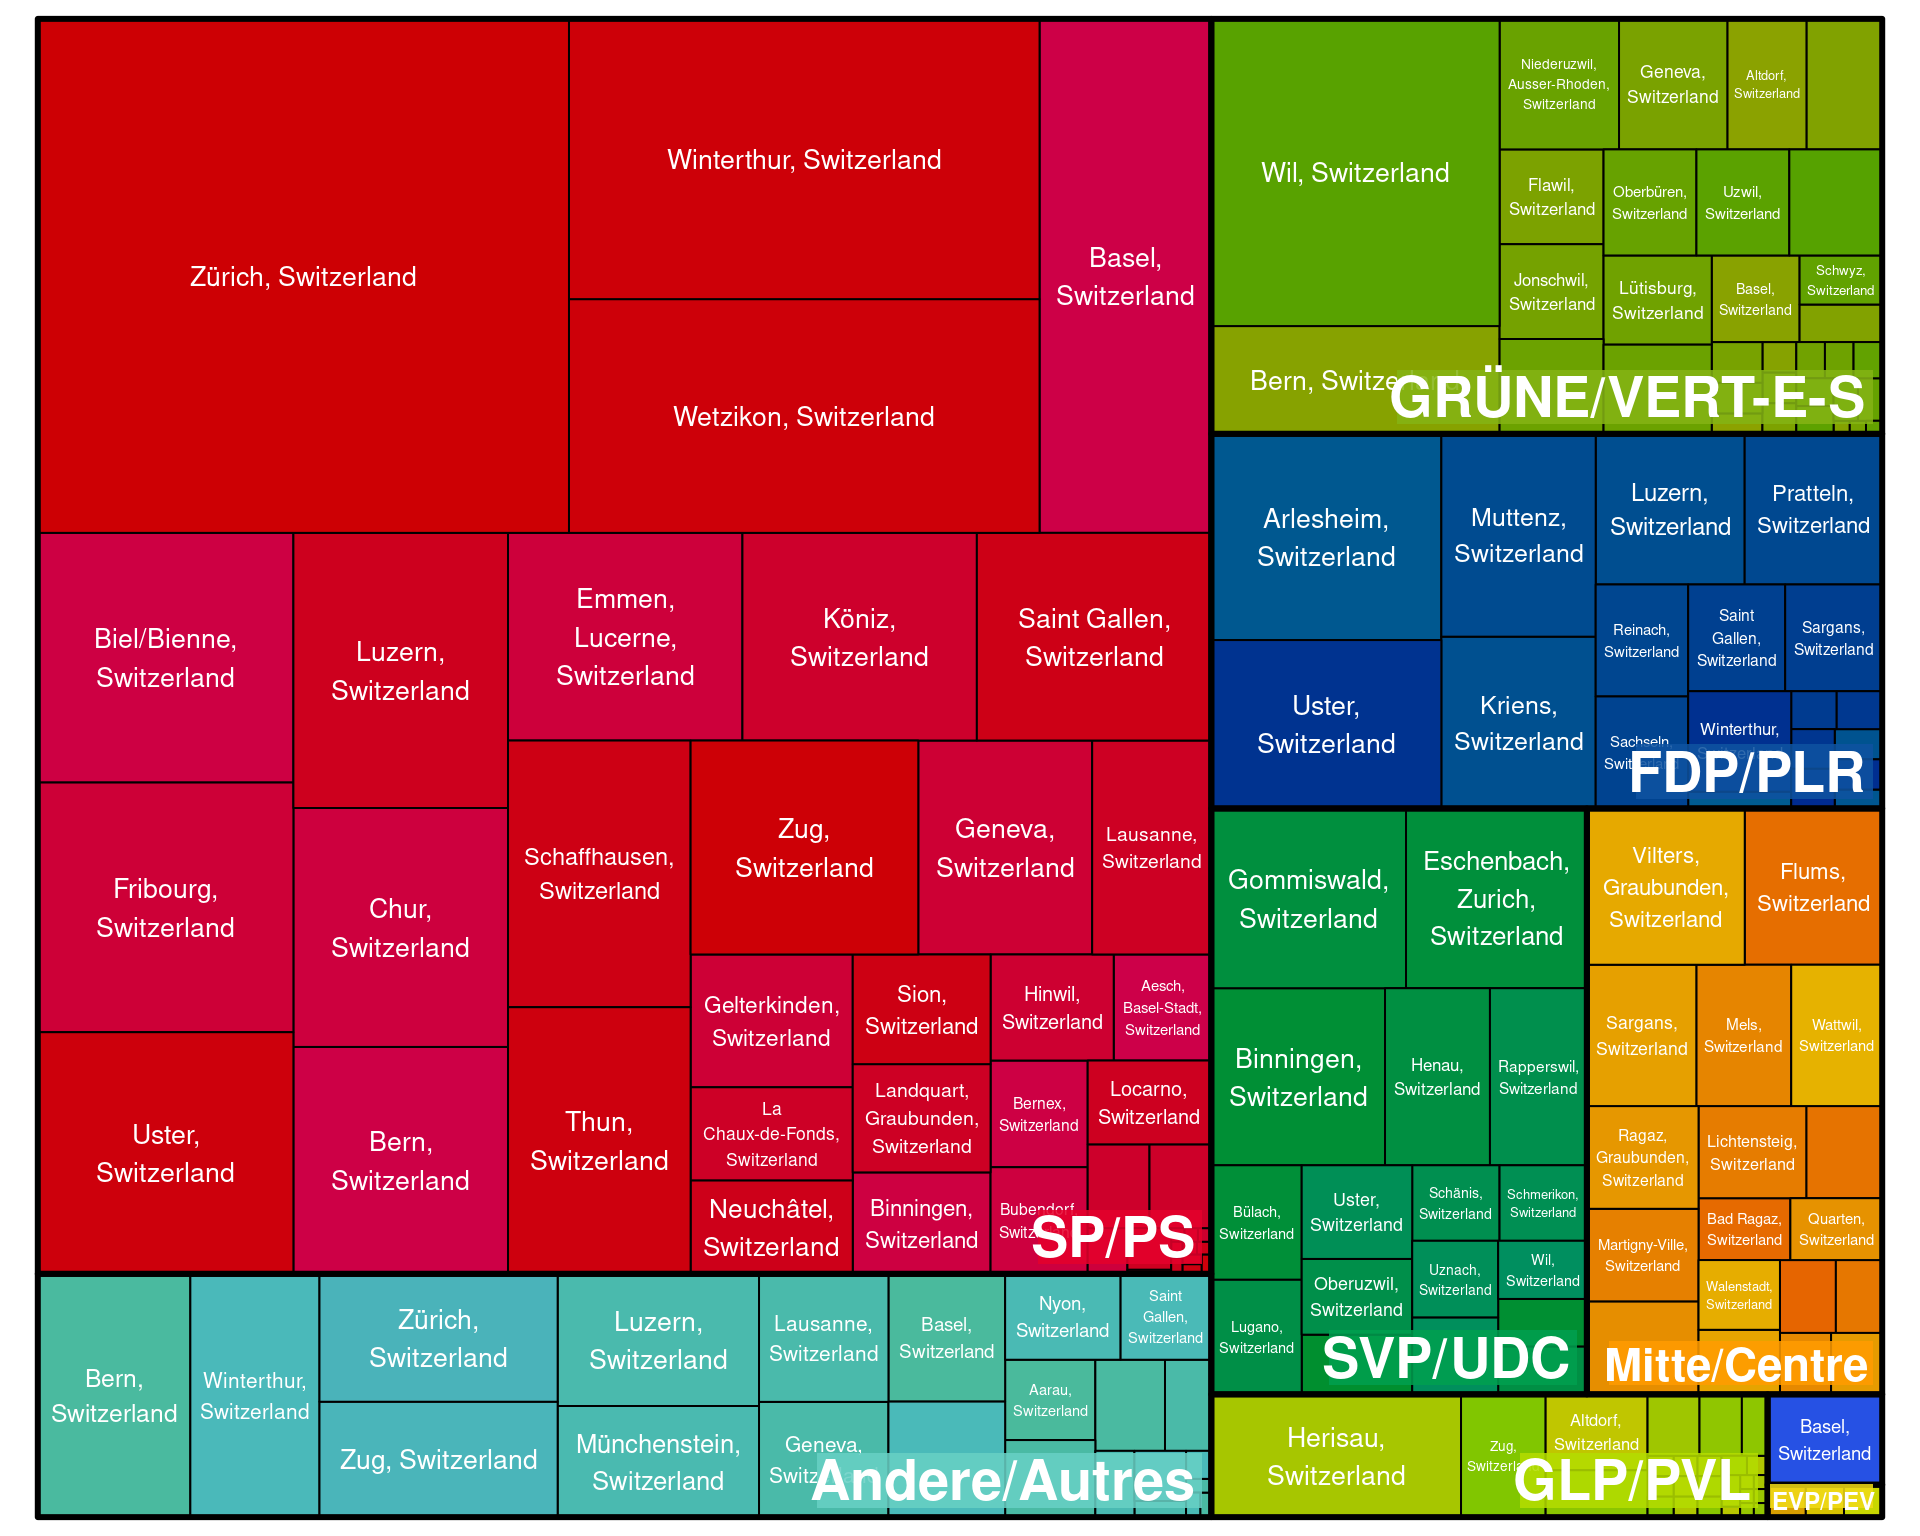 Zürich, Switzerland
Winterthur, Switzerland
Wetzikon, Switzerland
Basel,
Switzerland
Biel/Bienne,
Switzerland
Fribourg,
Switzerland
Uster,
Switzerland
Luzern,
Switzerland
Chur,
Switzerland
Bern,
Switzerland
Emmen,
Lucerne,
Switzerland
Köniz,
Switzerland
Saint Gallen,
Switzerland
Schaffhausen,
Switzerland
Thun,
Switzerland
Zug,
Switzerland
Geneva,
Switzerland
Lausanne,
Switzerland
Gelterkinden,
Switzerland
La
Chaux-de-Fonds,
Switzerland
Neuchâtel,
Switzerland
Sion,
Switzerland
Landquart,
Graubunden,
Switzerland
Binningen,
Switzerland
Hinwil,
Switzerland
Aesch,
Basel-Stadt,
Switzerland
Bernex,
Switzerland
Locarno,
Switzerland
Bubendorf,
SP/PS
Bern,
Switzerland
Winterthur,
Switzerland
Zürich,
Switzerland
Zug, Switzerland
Luzern,
Switzerland
Münchenstein,
Switzerland
Lausanne,
Switzerland
Geneva,
Basel,
Switzerland
Nyon,
Switzerland
Saint
Gallen,
Switzerland
Aarau,
Switzerland
Andere/Autres
Wil, Switzerland
Bern, Switzerland
Niederuzwil,
Ausser-Rhoden,
Switzerland
Geneva,
Switzerland
Altdorf,
Switzerland
Flawil,
Switzerland
Oberbüren,
Switzerland
Uzwil,
Switzerland
Jonschwil,
Switzerland
Lütisburg,
Switzerland
Basel,
Switzerland
Schwyz,
Switzerland
GRÜNE/VERT-E-S
Arlesheim,
Switzerland
Uster,
Switzerland
Muttenz,
Switzerland
Kriens,
Switzerland
Luzern,
Switzerland
Pratteln,
Switzerland
Reinach,
Switzerland
Saint
Gallen,
Switzerland
Sargans,
Switzerland
Sachseln,
Switzerland
Winterthur,
Switzerland
FDP/PLR
Gommiswald,
Switzerland
Eschenbach,
Zurich,
Switzerland
Binningen,
Switzerland
Henau,
Switzerland
Rapperswil,
Switzerland
Bülach,
Switzerland
Lugano,
Switzerland
Uster,
Switzerland
Oberuzwil,
Switzerland
Schänis,
Switzerland
Schmerikon,
Switzerland
Uznach,
Switzerland
Wil,
Switzerland
SVP/UDC
Vilters,
Graubunden,
Switzerland
Flums,
Switzerland
Sargans,
Switzerland
Mels,
Switzerland
Wattwil,
Switzerland
Ragaz,
Graubunden,
Switzerland
Lichtensteig,
Switzerland
Martigny-Ville,
Switzerland
Bad Ragaz,
Switzerland
Quarten,
Switzerland
Walenstadt,
Switzerland
Mitte/Centre
Herisau,
Switzerland
Zug,
Switzerland
Altdorf,
Switzerland
GLP/PVL
Basel,
Switzerland
EVP/PEV